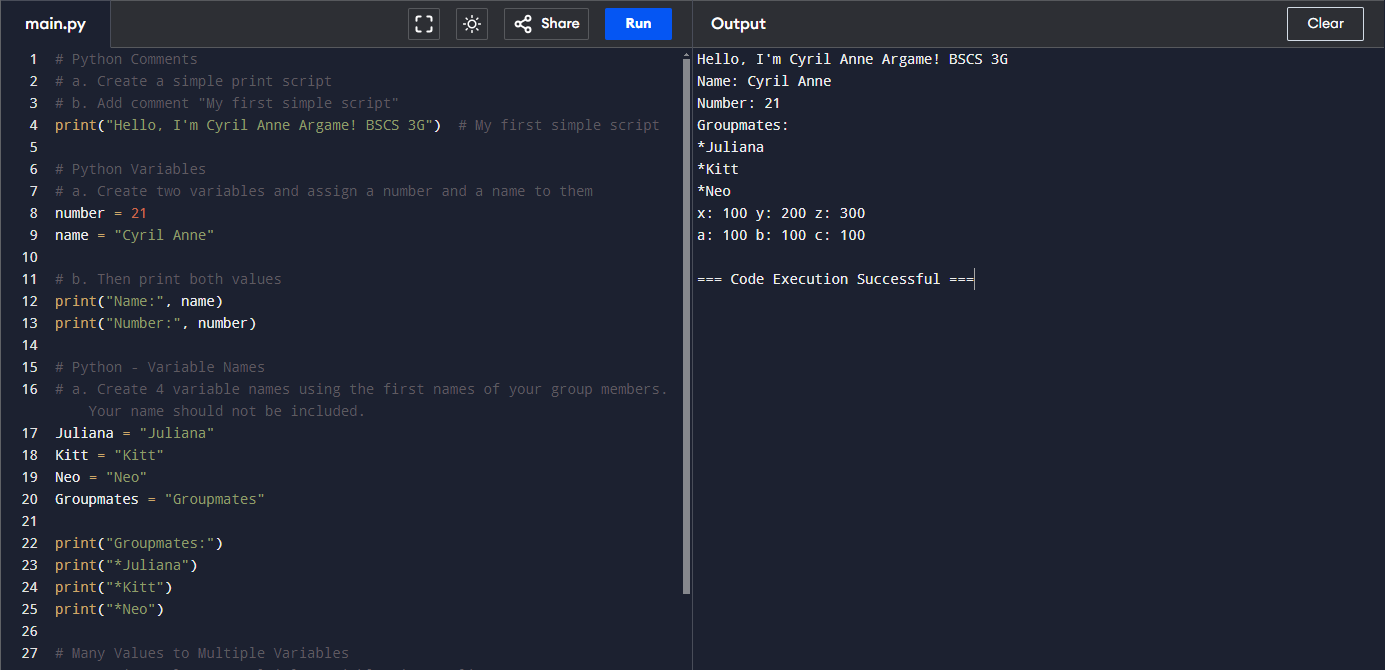 main.py
Share
Run
Output
Clear
1 # Python Comments
2 # a. Create a simple print script
3 # b. Add comment "My first simple script"
4 print("Hello, I'm Cyril Anne Argame! BSCS 3G")  # My first simple script
5
6 # Python Variables
7 # a. Create two variables and assign a number and a name to them
8 number = 21
9 name = "Cyril Anne"
10
11 # b. Then print both values
12 print("Name:", name)
13 print("Number:", number)
14
15 # Python - Variable Names
16 # a. Create 4 variable names using the first names of your group members.
Your name should not be included.
17 Juliana = "Juliana"
18 Kitt = "Kitt"
19 Neo = "Neo"
20 Groupmates = "Groupmates"
21
22 print("Groupmates:")
23 print("*Juliana")
24 print("*Kitt")
25 print("*Neo")
26
27 # Many Values to Multiple Variables
Hello, I'm Cyril Anne Argame! BSCS 3G
Name: Cyril Anne
Number: 21
Groupmates:
*Juliana
*Kitt
*Neo
x: 100 y: 200 z: 300
a: 100 b: 100 c: 100
=== Code Execution Successful ===